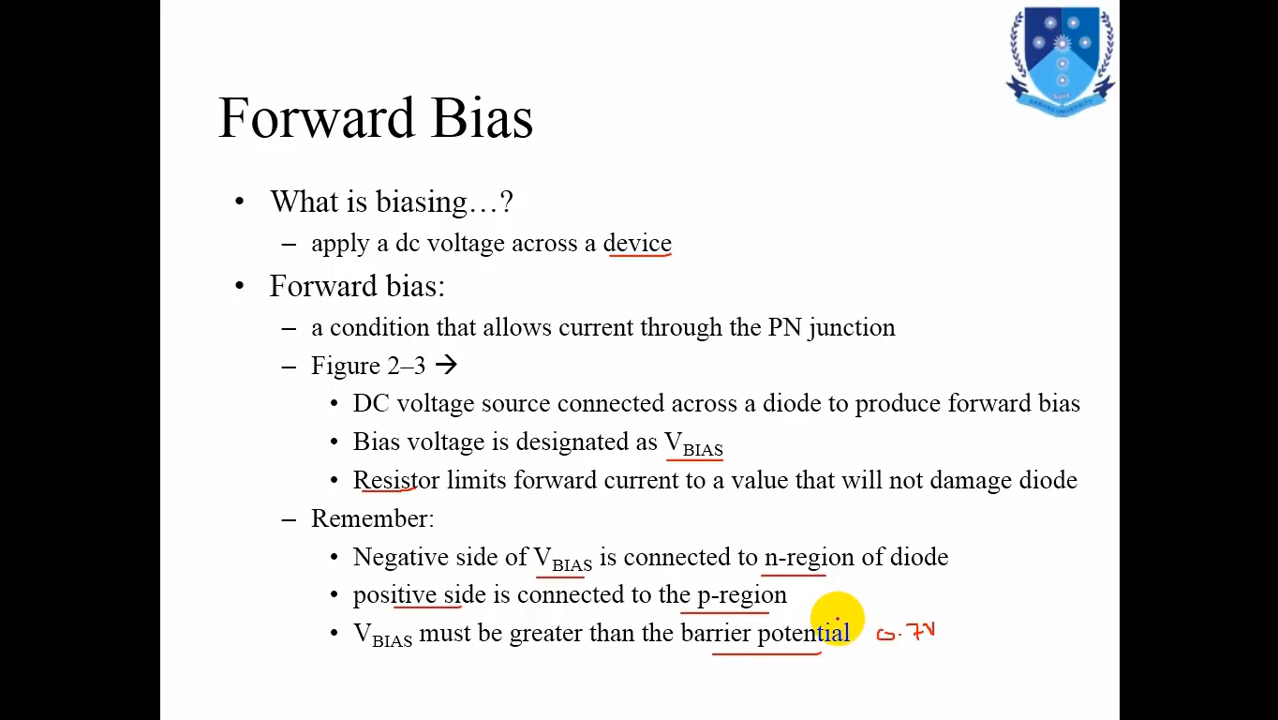 Forward Bias
• What is biasing…?
– apply a dc voltage across a device
• Forward bias:
– a condition that allows current through the PN junction
– Figure 2–3 →
• DC voltage source connected across a diode to produce forward bias
• Bias voltage is designated as VBIAS
• Resistor limits forward current to a value that will not damage diode
– Remember:
• Negative side of VBIAS is connected to n-region of diode
• positive side is connected to the p-region
• VBIAS must be greater than the barrier potential 0.7V